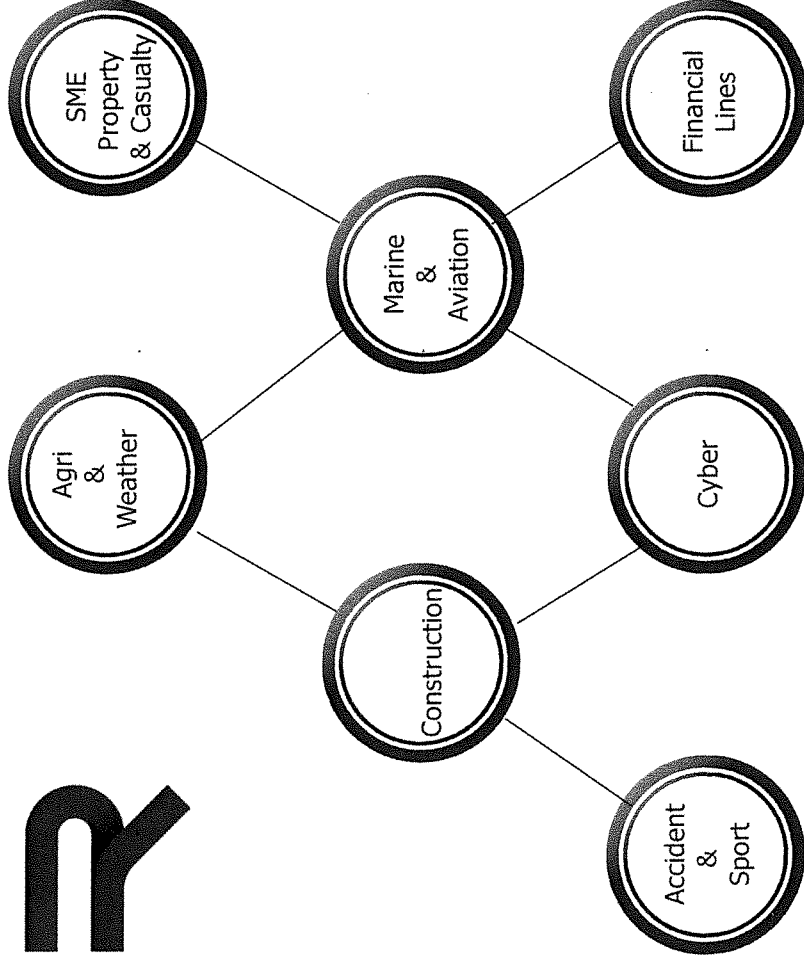 Agri
&
Weather
SME
Property
& Casualty
Construction
Marine
&
Aviation
Accident
&
Sport
Cyber
Financial
Lines